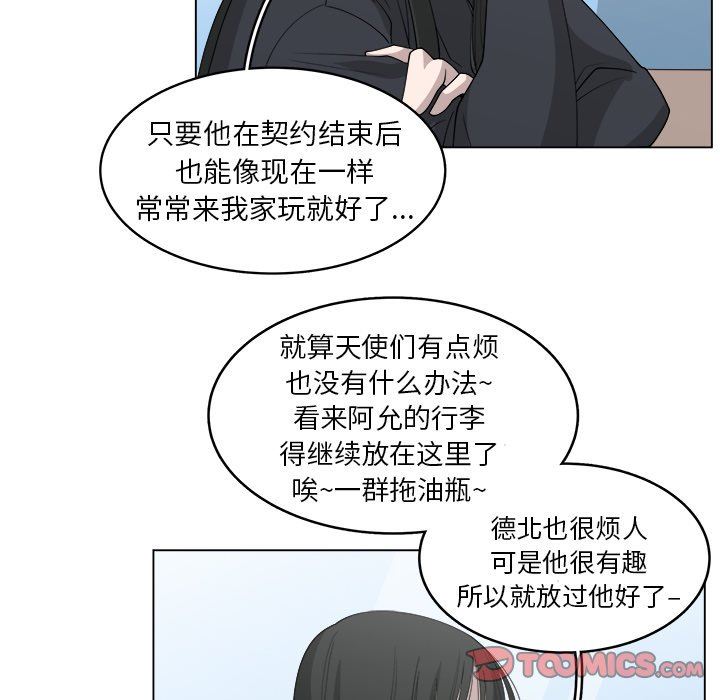 只要他在契约结束后
也能像现在一样
常常来我家玩就好了...
就算天使们有点烦
也没有什么办法~
看来阿允的行李
得继续放在这里了
唉~一群拖油瓶~
德北也很烦人
可是他很有趣
所以就放过他好了–
TOOMICS.COM